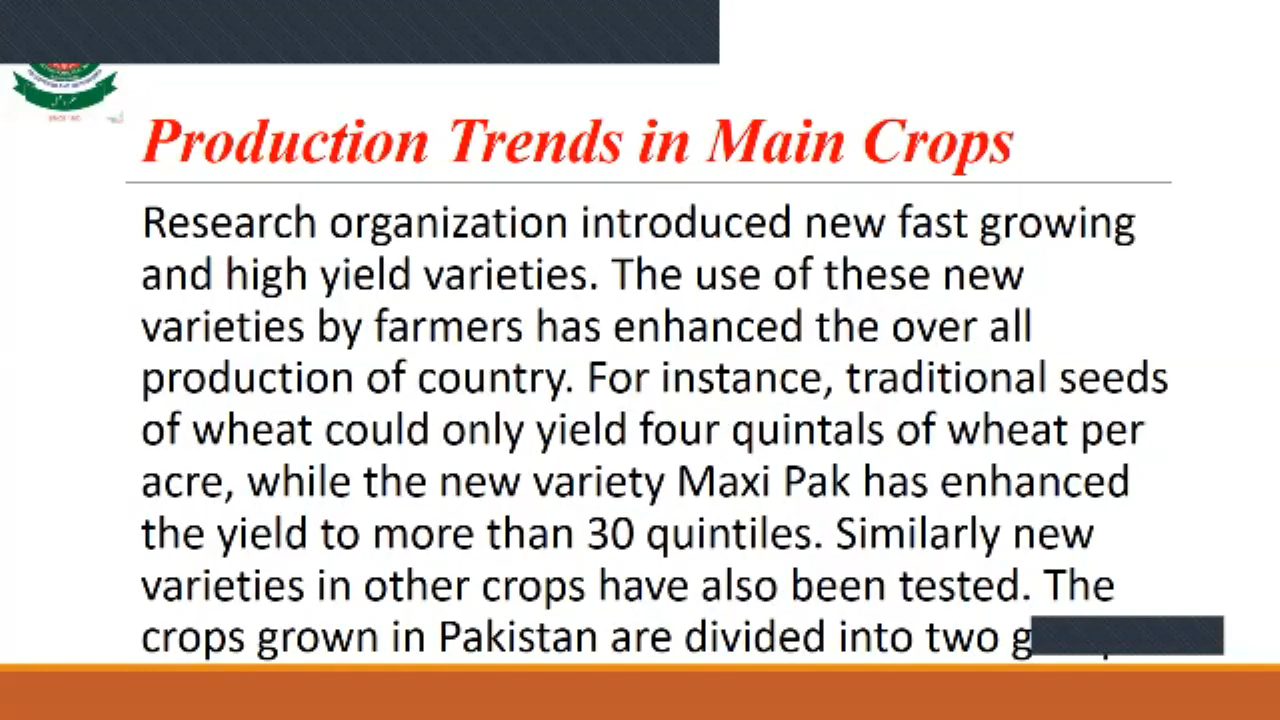 Production Trends in Main Crops
Research organization introduced new fast growing
and high yield varieties. The use of these new
varieties by farmers has enhanced the over all
production of country. For instance, traditional seeds
of wheat could only yield four quintals of wheat per
acre, while the new variety Maxi Pak has enhanced
the yield to more than 30 quintiles. Similarly new
varieties in other crops have also been tested. The
crops grown in Pakistan are divided into two